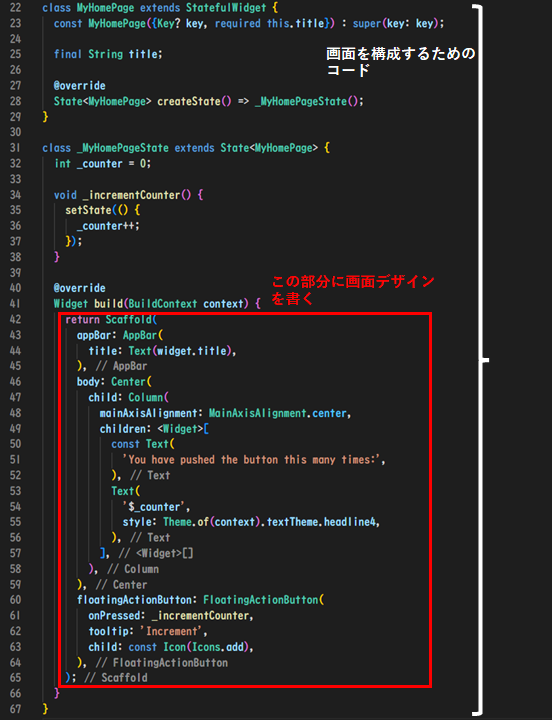 22 class MyHomePage extends StatefulWidget {
23   const MyHomePage({Key? key, required this.title}) : super(key: key);
24
画面を構成するための
コード
25   final String title;
26
27   @override
28   State<MyHomePage> createState() => _MyHomePageState();
29 }
30
31 class _MyHomePageState extends State<MyHomePage> {
32   int _counter = 0;
33
34   void _incrementCounter() {
35     setState(() {
36       _counter++;
37     });
38   }
39
この部分に画面デザイン
を書く
40   @override
41   Widget build(BuildContext context) {
42     return Scaffold(
43       appBar: AppBar(
44         title: Text(widget.title),
45       ), // AppBar
46       body: Center(
47         child: Column(
48           mainAxisAlignment: MainAxisAlignment.center,
49           children: <Widget>[
50             const Text(
51               'You have pushed the button this many times:',
52             ), // Text
53             Text(
54               '$_counter',
55               style: Theme.of(context).textTheme.headline4,
56             ), // Text
57           ], // <Widget>[]
58         ), // Column
59       ), // Center
60       floatingActionButton: FloatingActionButton(
61         onPressed: _incrementCounter,
62         tooltip: 'Increment',
63         child: const Icon(Icons.add),
64       ), // FloatingActionButton
65     ); // Scaffold
66   }
67 }